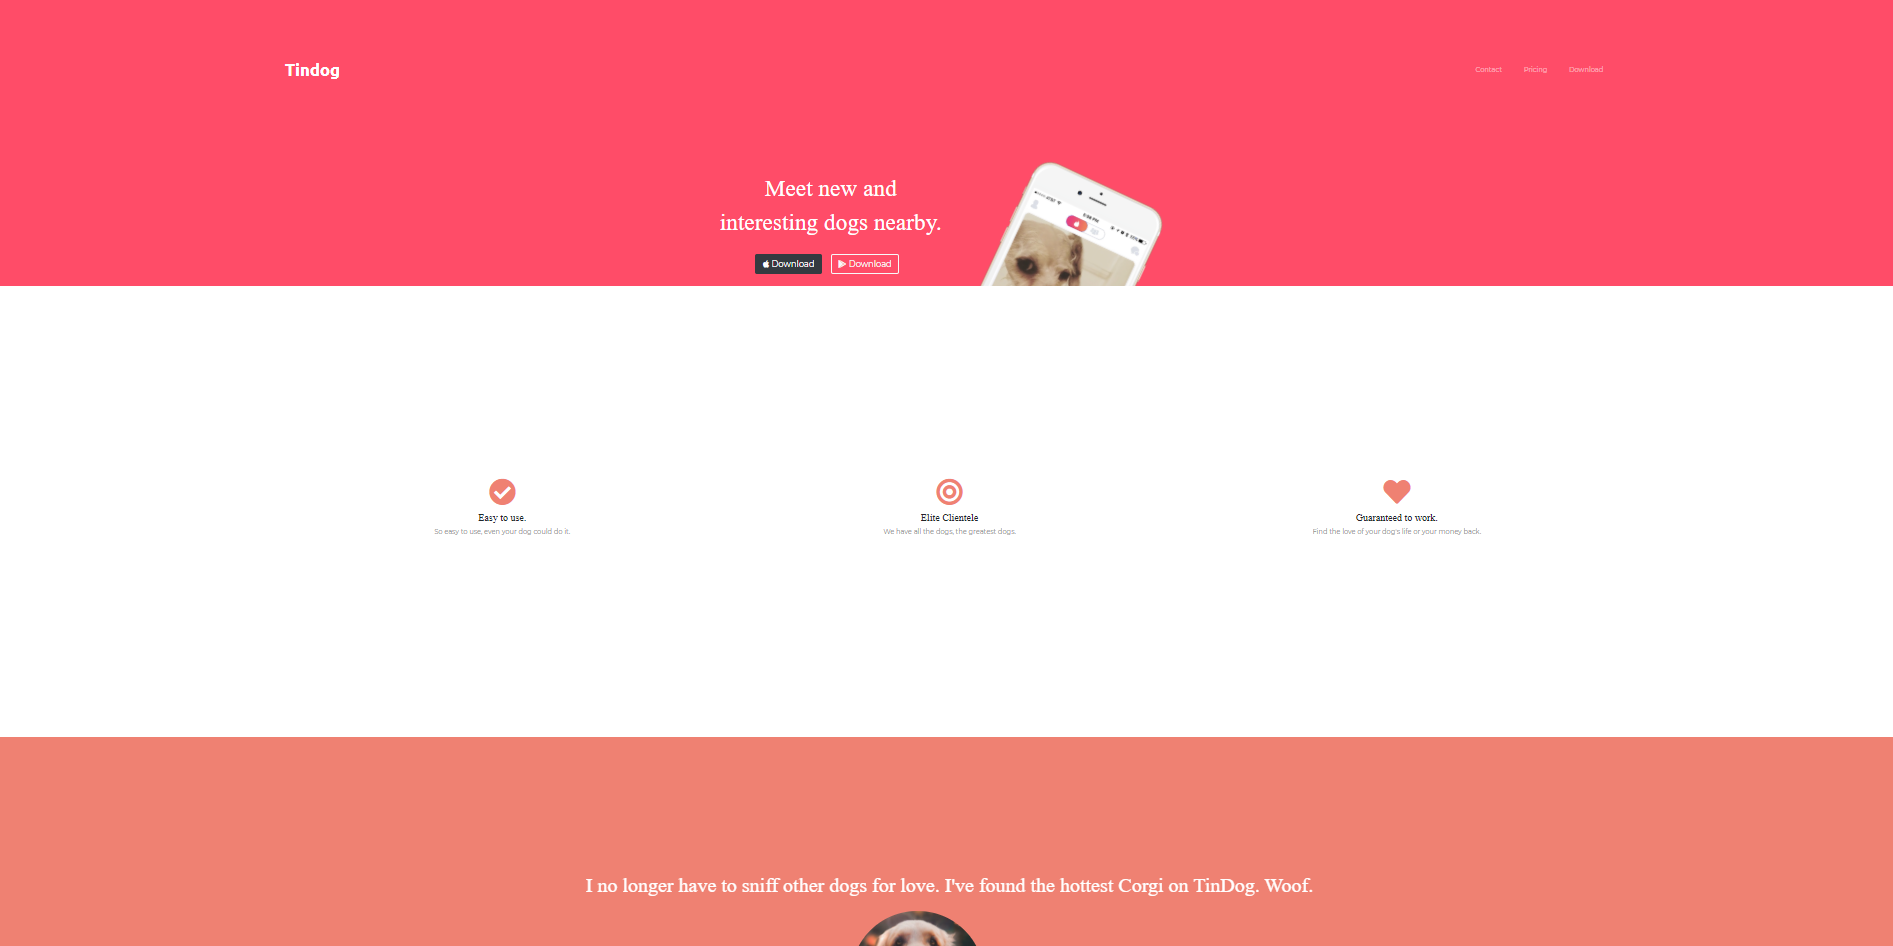 Tindog
Contact Pricing Download
Meet new and
interesting dogs nearby.
Download Download
5:58 PM
Easy to use.
So easy to use, even your dog could do it.
Elite Clientele
We have all the dogs, the greatest dogs.
Guaranteed to work.
Find the love of your dog's life or your money back.
I no longer have to sniff other dogs for love. I've found the hottest Corgi on TinDog. Woof.